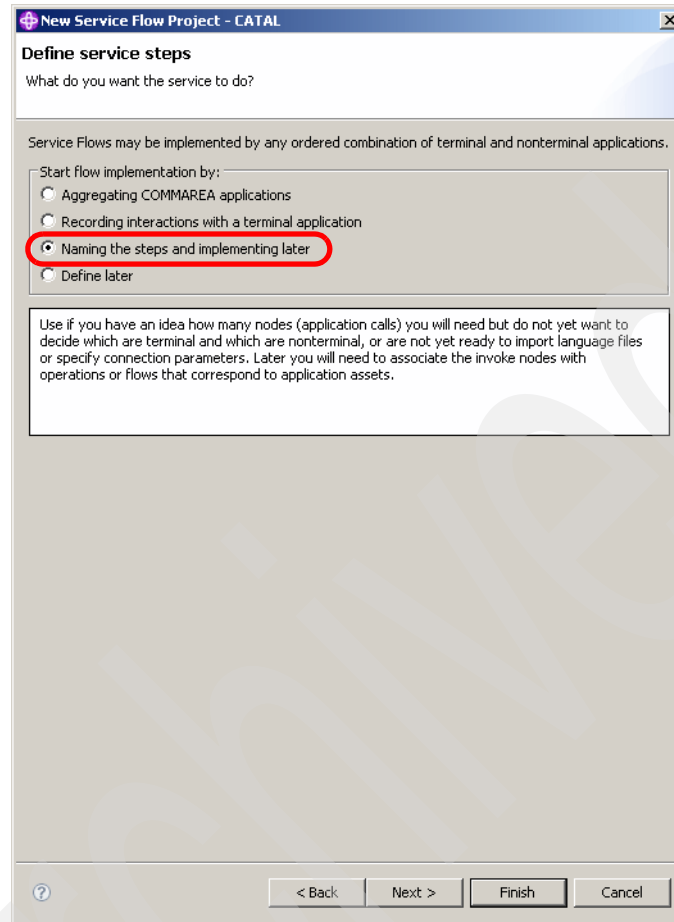 New Service Flow Project - CATAL
Define service steps
What do you want the service to do?
Service Flows may be implemented by any ordered combination of terminal and nonterminal applications.
Start flow implementation by:
Aggregating COMMAREA applications
Recording interactions with a terminal application
Naming the steps and implementing later
Define later
Use if you have an idea how many nodes (application calls) you will need but do not yet want to
decide which are terminal and which are nonterminal, or are not yet ready to import language files
or specify connection parameters. Later you will need to associate the invoke nodes with
operations or flows that correspond to application assets.
?
< Back
Next >
Finish
Cancel